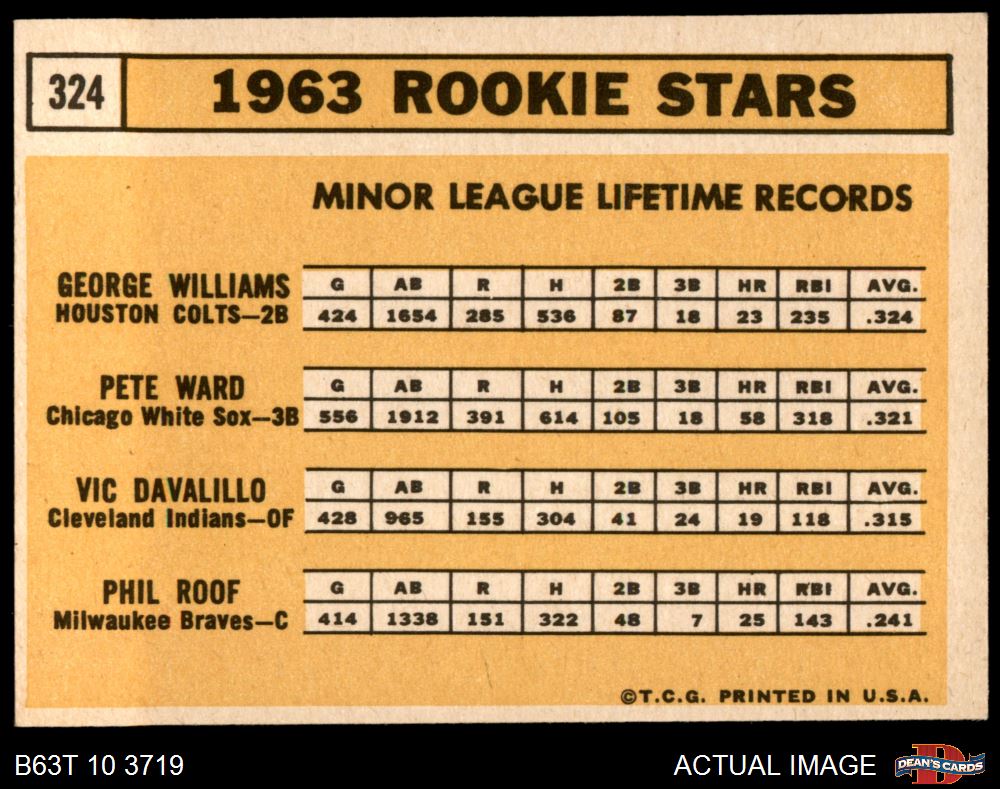 324 1963 ROOKIE STARS
MINOR LEAGUE LIFETIME RECORDS
GEORGE WILLIAMS G AB R H 2B 3B HR RBI AVG.
HOUSTON COLTS—2B 424 1654 285 536 87 18 23 235 .324
PETE WARD G AB R H 2B 3B HR RBI AVG.
Chicago White Sox—3B 556 1912 391 614 105 18 58 318 .321
VIC DAVALILLO G AB R H 2B 3B HR RBI AVG.
Cleveland Indians—OF 428 965 155 304 41 24 19 118 .315
PHIL ROOF G AB R H 2B 3B HR RBI AVG.
Milwaukee Braves—C 414 1338 151 322 48 7 25 143 .241
©T.C.G. PRINTED IN U.S.A.
B63T 10 3719 ACTUAL IMAGE D DEAN'S CARDS